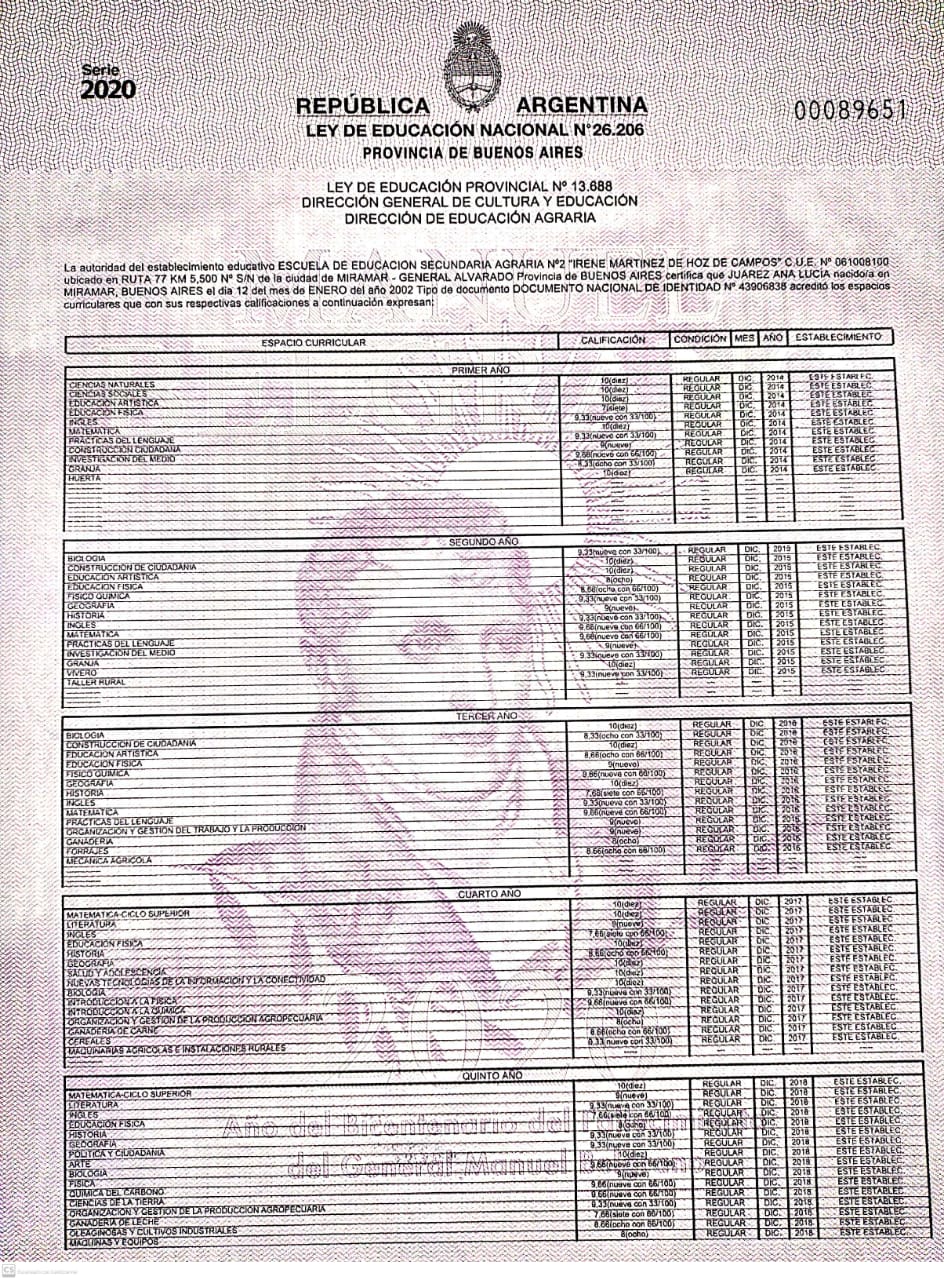 Serie
2020
REPÚBLICA ARGENTINA
00089651
LEY DE EDUCACIÓN NACIONAL N°26.206
PROVINCIA DE BUENOS AIRES
LEY DE EDUCACIÓN PROVINCIAL Nº 13.688
DIRECCIÓN GENERAL DE CULTURA Y EDUCACIÓN
DIRECCIÓN DE EDUCACIÓN AGRARIA
La autoridad del establecimiento educativo ESCUELA DE EDUCACION SECUNDARIA AGRARIA Nº2 "IRENE MARTINEZ DE HOZ DE CAMPOS" C.U.E. Nº 061008100
ubicado en RUTA 77 KM 5,500 Nº S/N de la ciudad de MIRAMAR - GENERAL ALVARADO Provincia de BUENOS AIRES certifica que JUAREZ ANA LUCIA nacido/a en
MIRAMAR, BUENOS AIRES el día 12 del mes de ENERO del año 2002 Tipo de documento DOCUMENTO NACIONAL DE IDENTIDAD Nº 43906838 acreditó los espacios
curriculares que con sus respectivas calificaciones a continuación expresan:
ESPACIO CURRICULAR CALIFICACIÓN CONDICIÓN MES AÑO ESTABLECIMIENTO
PRIMER AÑO
CIENCIAS NATURALES 10(diez) REGULAR DIC. 2014 ESTE ESTABLEC.
CIENCIAS SOCIALES 10(diez) REGULAR DIC. 2014 ESTE ESTABLEC.
EDUCACION ARTISTICA 10(diez) REGULAR DIC. 2014 ESTE ESTABLEC.
EDUCACION FISICA 7(siete) REGULAR DIC. 2014 ESTE ESTABLEC.
INGLES 9.33(nueve con 33/100) REGULAR DIC. 2014 ESTE ESTABLEC.
MATEMATICA 10(diez) REGULAR DIC. 2014 ESTE ESTABLEC.
PRACTICAS DEL LENGUAJE 9.33(nueve con 33/100) REGULAR DIC. 2014 ESTE ESTABLEC.
CONSTRUCCION CIUDADANA 9(nueve) REGULAR DIC. 2014 ESTE ESTABLEC.
INVESTIGACION DEL MEDIO 9.66(nueve con 66/100) REGULAR DIC. 2014 ESTE ESTABLEC.
GRANJA 8.33(ocho con 33/100) REGULAR DIC. 2014 ESTE ESTABLEC.
HUERTA 10(diez) REGULAR DIC. 2014 ESTE ESTABLEC.
SEGUNDO AÑO
BIOLOGIA 9.33(nueve con 33/100) REGULAR DIC. 2015 ESTE ESTABLEC.
CONSTRUCCION DE CIUDADANIA 10(diez) REGULAR DIC. 2015 ESTE ESTABLEC.
EDUCACION ARTISTICA 10(diez) REGULAR DIC. 2015 ESTE ESTABLEC.
EDUCACION FISICA 8(ocho) REGULAR DIC. 2015 ESTE ESTABLEC.
FISICO QUIMICA 8.66(ocho con 66/100) REGULAR DIC. 2015 ESTE ESTABLEC.
GEOGRAFIA 9.33(nueve con 33/100) REGULAR DIC. 2015 ESTE ESTABLEC.
HISTORIA 9(nueve) REGULAR DIC. 2015 ESTE ESTABLEC.
INGLES 9.33(nueve con 33/100) REGULAR DIC. 2015 ESTE ESTABLEC.
MATEMATICA 9.66(nueve con 66/100) REGULAR DIC. 2015 ESTE ESTABLEC.
PRACTICAS DEL LENGUAJE 9.66(nueve con 66/100) REGULAR DIC. 2015 ESTE ESTABLEC.
INVESTIGACION DEL MEDIO 9(nueve) REGULAR DIC. 2015 ESTE ESTABLEC.
GRANJA 9.33(nueve con 33/100) REGULAR DIC. 2015 ESTE ESTABLEC.
VIVERO 10(diez) REGULAR DIC. 2015 ESTE ESTABLEC.
TALLER RURAL 9.33(nueve con 33/100) REGULAR DIC. 2015 ESTE ESTABLEC.
TERCER AÑO
BIOLOGIA 10(diez) REGULAR DIC. 2016 ESTE ESTABLEC.
CONSTRUCCION DE CIUDADANIA 8.33(ocho con 33/100) REGULAR DIC. 2016 ESTE ESTABLEC.
EDUCACION ARTISTICA 10(diez) REGULAR DIC. 2016 ESTE ESTABLEC.
EDUCACION FISICA 8.66(ocho con 66/100) REGULAR DIC. 2016 ESTE ESTABLEC.
FISICO QUIMICA 9(nueve) REGULAR DIC. 2016 ESTE ESTABLEC.
GEOGRAFIA 9.66(nueve con 66/100) REGULAR DIC. 2016 ESTE ESTABLEC.
HISTORIA 10(diez) REGULAR DIC. 2016 ESTE ESTABLEC.
INGLES 7.66(siete con 66/100) REGULAR DIC. 2016 ESTE ESTABLEC.
MATEMATICA 9.33(nueve con 33/100) REGULAR DIC. 2016 ESTE ESTABLEC.
PRACTICAS DEL LENGUAJE 9.66(nueve con 66/100) REGULAR DIC. 2016 ESTE ESTABLEC.
ORGANIZACION Y GESTION DEL TRABAJO Y LA PRODUCCION 9(nueve) REGULAR DIC. 2016 ESTE ESTABLEC.
GANADERIA 9(nueve) REGULAR DIC. 2016 ESTE ESTABLEC.
FORRAJES 8(ocho) REGULAR DIC. 2016 ESTE ESTABLEC.
MECANICA AGRICOLA 8.66(ocho con 66/100) REGULAR DIC. 2016 ESTE ESTABLEC.
CUARTO AÑO
MATEMATICA-CICLO SUPERIOR 10(diez) REGULAR DIC. 2017 ESTE ESTABLEC.
LITERATURA 10(diez) REGULAR DIC. 2017 ESTE ESTABLEC.
INGLES 9(nueve) REGULAR DIC. 2017 ESTE ESTABLEC.
EDUCACION FISICA 7.66(siete con 66/100) REGULAR DIC. 2017 ESTE ESTABLEC.
HISTORIA 10(diez) REGULAR DIC. 2017 ESTE ESTABLEC.
GEOGRAFIA 8.66(ocho con 66/100) REGULAR DIC. 2017 ESTE ESTABLEC.
SALUD Y ADOLESCENCIA 10(diez) REGULAR DIC. 2017 ESTE ESTABLEC.
NUEVAS TECNOLOGIAS DE LA INFORMACION Y LA CONECTIVIDAD 10(diez) REGULAR DIC. 2017 ESTE ESTABLEC.
BIOLOGIA 10(diez) REGULAR DIC. 2017 ESTE ESTABLEC.
INTRODUCCION A LA FISICA 9.33(nueve con 33/100) REGULAR DIC. 2017 ESTE ESTABLEC.
INTRODUCCION A LA QUIMICA 9.66(nueve con 66/100) REGULAR DIC. 2017 ESTE ESTABLEC.
ORGANIZACION Y GESTION DE LA PRODUCCION AGROPECUARIA 10(diez) REGULAR DIC. 2017 ESTE ESTABLEC.
GANADERIA DE CARNE 8(ocho) REGULAR DIC. 2017 ESTE ESTABLEC.
CEREALES 8.66(ocho con 66/100) REGULAR DIC. 2017 ESTE ESTABLEC.
MAQUINARIAS AGRICOLAS E INSTALACIONES RURALES 8.33(ocho con 33/100) REGULAR DIC. 2017 ESTE ESTABLEC.
QUINTO AÑO
MATEMATICA-CICLO SUPERIOR 10(diez) REGULAR DIC. 2018 ESTE ESTABLEC.
LITERATURA 9(nueve) REGULAR DIC. 2018 ESTE ESTABLEC.
INGLES 9.33(nueve con 33/100) REGULAR DIC. 2018 ESTE ESTABLEC.
EDUCACION FISICA 7.66(siete con 66/100) REGULAR DIC. 2018 ESTE ESTABLEC.
HISTORIA 8(ocho) REGULAR DIC. 2018 ESTE ESTABLEC.
GEOGRAFIA 9.33(nueve con 33/100) REGULAR DIC. 2018 ESTE ESTABLEC.
POLITICA Y CIUDADANIA 9.33(nueve con 33/100) REGULAR DIC. 2018 ESTE ESTABLEC.
ARTE 10(diez) REGULAR DIC. 2018 ESTE ESTABLEC.
BIOLOGIA 9.66(nueve con 66/100) REGULAR DIC. 2018 ESTE ESTABLEC.
FISICA 9(nueve) REGULAR DIC. 2018 ESTE ESTABLEC.
QUIMICA DEL CARBONO 9.66(nueve con 66/100) REGULAR DIC. 2018 ESTE ESTABLEC.
CIENCIAS DE LA TIERRA 9.66(nueve con 66/100) REGULAR DIC. 2018 ESTE ESTABLEC.
ORGANIZACION Y GESTION DE LA PRODUCCION AGROPECUARIA 9.33(nueve con 33/100) REGULAR DIC. 2018 ESTE ESTABLEC.
GANADERIA DE LECHE 7.66(siete con 66/100) REGULAR DIC. 2018 ESTE ESTABLEC.
OLEAGINOSAS Y CULTIVOS INDUSTRIALES 8.66(ocho con 66/100) REGULAR DIC. 2018 ESTE ESTABLEC.
MAQUINAS Y EQUIPOS 8(ocho) REGULAR DIC. 2018 ESTE ESTABLEC.
Año del Bicentenario del
del General Manuel
CS